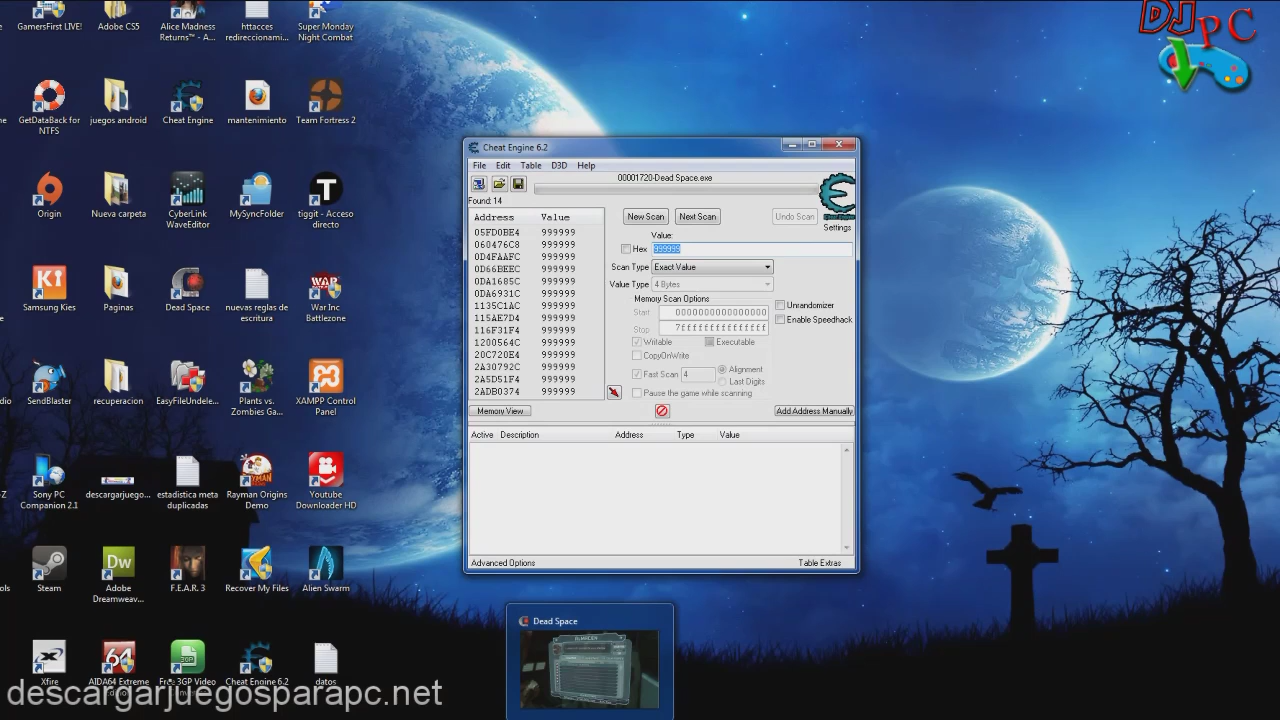 GamersFirst LIVE!
Adobe CS5
Alice Madness
Returns™ - A...
httacces
redireccionami...
Super Monday
Night Combat
DJ PC
GetDataBack for
NTFS
juegos android
Cheat Engine
mantenimiento
Team Fortress 2
Origin
Nueva carpeta
CyberLink
WaveEditor
MySyncFolder
tiggit - Acceso
directo
Samsung Kies
Paginas
Dead Space
nuevas reglas de
escritura
War Inc
Battlezone
SendBlaster
recuperacion
EasyFileUndele...
Plants vs.
Zombies Ga...
XAMPP Control
Panel
Sony PC
Companion 2.1
descargarjuego...
estadistica meta
duplicadas
Rayman Origins
Demo
Youtube
Downloader HD
Steam
Adobe
Dreamweav...
F.E.A.R. 3
Recover My Files
Alien Swarm
Xfire
AIDA64 Extreme
Free 3GP Video
Cheat Engine 6.2
datos
Cheat Engine 6.2
File Edit Table D3D Help
00001720-Dead Space.exe
Found: 14
Settings
Address Value
05FD0BE4 999999
060476C8 999999
0D4FAAFC 999999
0D66BEEC 999999
0DA1685C 999999
0DA6931C 999999
1135C1AC 999999
115AE7D4 999999
116F31F4 999999
1200564C 999999
20C720E4 999999
2A30792C 999999
2A5D51F4 999999
2ADB0374 999999
New Scan Next Scan Undo Scan
Value:
Hex 999999
Scan Type Exact Value
Value Type 4 Bytes
Memory Scan Options
Start 0000000000000000
Stop 7fffffffffffffff
Writable Executable
CopyOnWrite
Fast Scan 4 Alignment
Last Digits
Pause the game while scanning
Unrandomizer
Enable Speedhack
Memory View
Add Address Manually
Active Description Address Type Value
Advanced Options Table Extras
Dead Space
descargarjuegosparapc.net